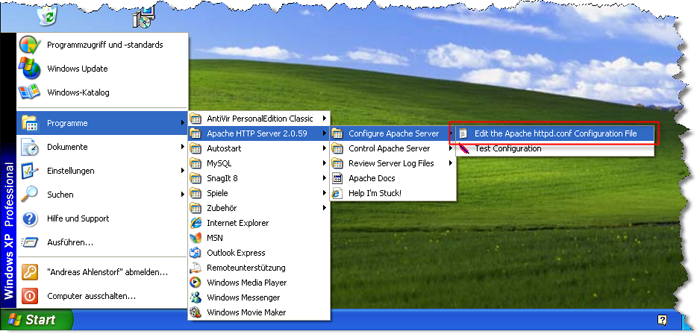 Programmzugriff und -standards
Windows Update
Windows-Katalog
Programme
Dokumente
Einstellungen
Suchen
Hilfe und Support
Ausführen...
"Andreas Ahlenstorf" abmelden...
Computer ausschalten...
Windows XP Professional
Start
AntiVir PersonalEdition Classic
Apache HTTP Server 2.0.59
Autostart
MySQL
SnagIt 8
Spiele
Zubehör
Internet Explorer
MSN
Outlook Express
Remoteunterstützung
Windows Media Player
Windows Messenger
Windows Movie Maker
Configure Apache Server
Control Apache Server
Review Server Log Files
Apache Docs
Help I'm Stuck!
Edit the Apache httpd.conf Configuration File
Test Configuration